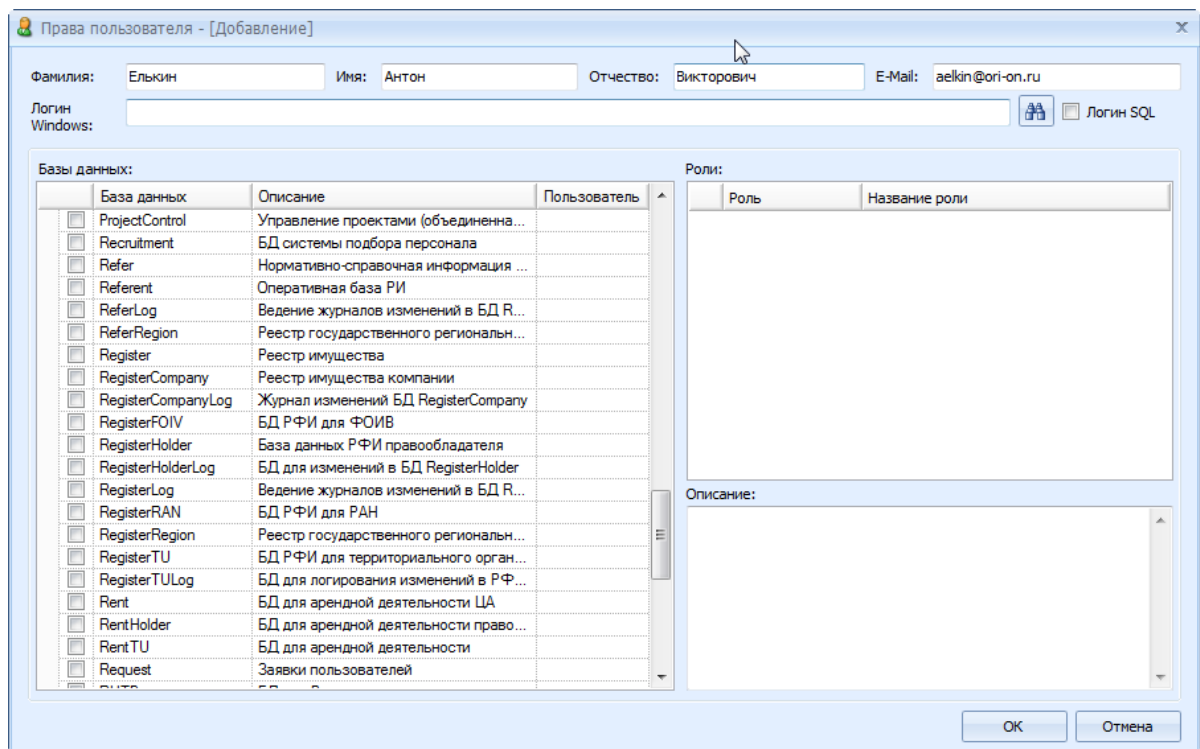 Права пользователя - [Добавление]
Фамилия: Елькин Имя: Антон Отчество: Викторович E-Mail: aelkin@ori-on.ru
Логин Windows: Логин SQL
Базы данных:
База данных Описание Пользователь
ProjectControl Управление проектами (объединенна...
Recruitment БД системы подбора персонала
Refer Нормативно-справочная информация ...
Referent Оперативная база РИ
ReferLog Ведение журналов изменений в БД R...
ReferRegion Реестр государственного региональн...
Register Реестр имущества
RegisterCompany Реестр имущества компании
RegisterCompanyLog Журнал изменений БД RegisterCompany
RegisterFOIV БД РФИ для ФОИВ
RegisterHolder База данных РФИ правообладателя
RegisterHolderLog БД для изменений в БД RegisterHolder
RegisterLog Ведение журналов изменений в БД R...
RegisterRAN БД РФИ для РАН
RegisterRegion Реестр государственного региональн...
RegisterTU БД РФИ для территориального орган...
RegisterTULog БД для логирования изменений в РФ...
Rent БД для арендной деятельности ЦА
RentHolder БД для арендной деятельности право...
RentTU БД для арендной деятельности
Request Заявки пользователей
Роли:
Роль Название роли
Описание:
OK Отмена